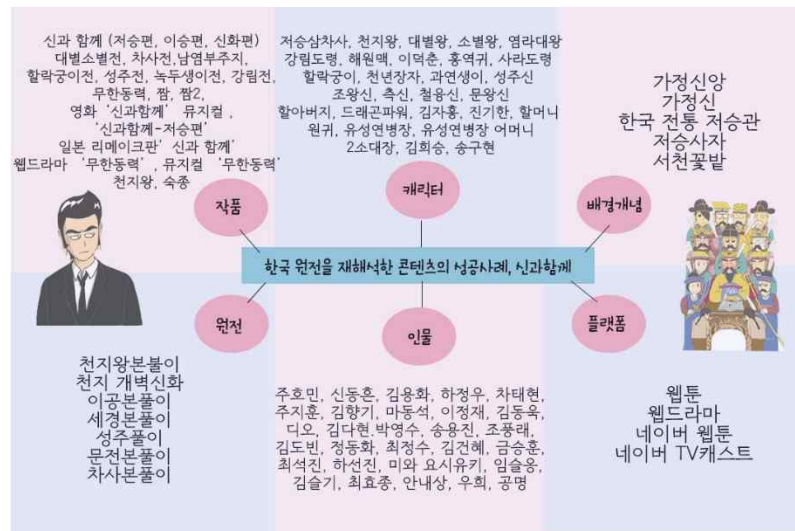 신과 함께 (저승편, 이승편, 신화편)
대별소별전, 차사전,남염부주지,
할락궁이전, 성주전, 녹두생이전, 강림전,
무한동력, 짬, 짬2,
영화 ‘신과함께’ 뮤지컬 ,
‘신과함께-저승편’
일본 리메이크판’ 신과 함께’
웹드라마 ‘무한동력’, 뮤지컬 ‘무한동력’
천지왕, 숙종
작품
저승삼차사, 천지왕, 대별왕, 소별왕, 염라대왕
강림도령, 해원맥, 이덕춘, 홍역귀, 사라도령
할락궁이, 천년장자, 과연생이, 성주신
조왕신, 측신, 철융신, 문왕신
할아버지, 드래곤파워, 김자홍, 진기한, 할머니
원귀, 유성연병장, 유성연병장 어머니
2소대장, 김희승, 송구현
캐릭터
가정신앙
가정신
한국 전통 저승관
저승사자
서천꽃밭
배경개념
한국 원전을 재해석한 콘텐츠의 성공사례, 신과함께
원전
천지왕본불이
천지 개벽신화
이공본풀이
세경본풀이
성주풀이
문전본풀이
차사본풀이
인물
주호민, 신동흔, 김용화, 하정우, 차태현,
주지훈, 김향기, 마동석, 이정재, 김동욱,
디오, 김다현.박영수, 송용진, 조풍래,
김도빈, 정동화, 최정수, 김건혜, 금승훈,
최석진, 하선진, 미와 요시유키, 임슬옹,
김슬기, 최효종, 안내상, 우희, 공명
플랫폼
웹툰
웹드라마
네이버 웹툰
네이버 TV캐스트